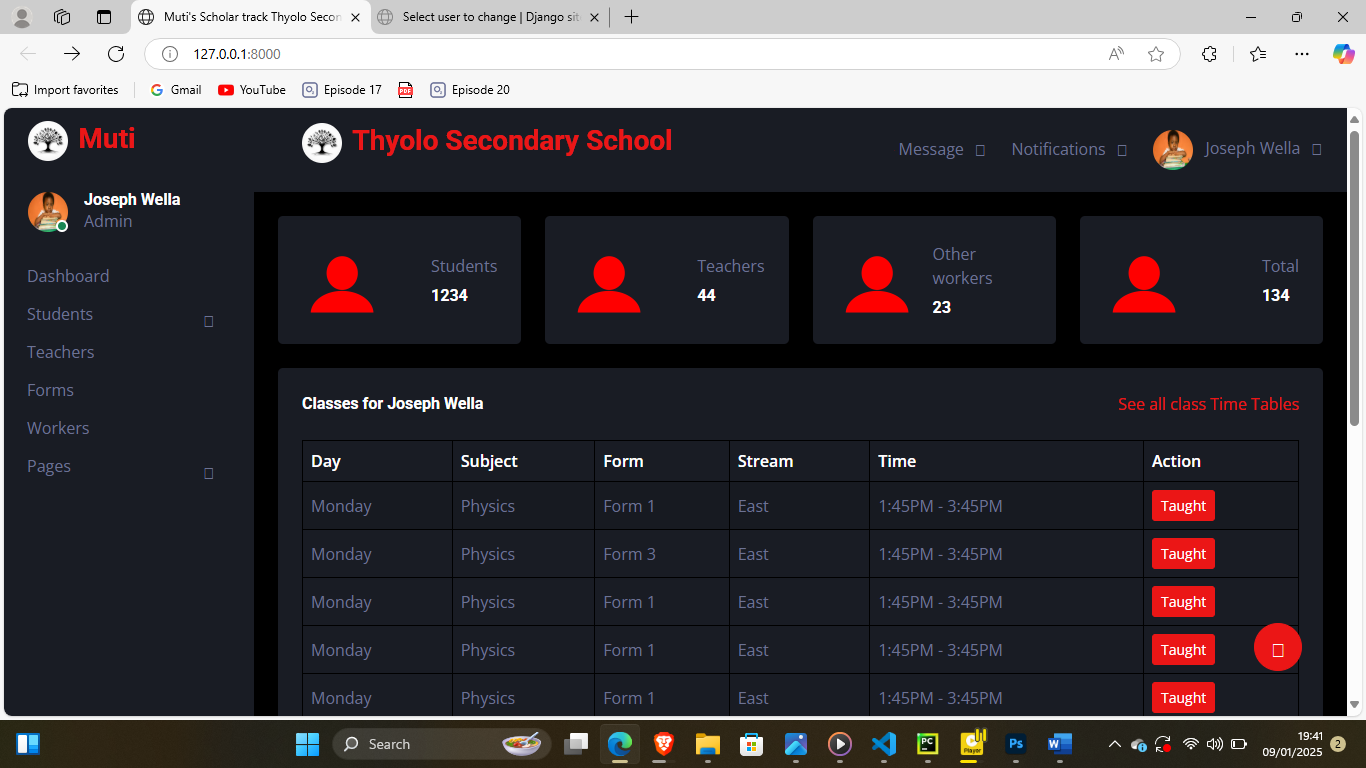 Muti's Scholar track Thyolo Secon
Select user to change | Django sit
127.0.0.1:8000
Import favorites
Gmail
YouTube
Episode 17
Episode 20
Muti
Thyolo Secondary School
Message
Notifications
Joseph Wella
Joseph Wella
Admin
Dashboard
Students
Teachers
Forms
Workers
Pages
Students
1234
Teachers
44
Other
workers
23
Total
134
Classes for Joseph Wella
See all class Time Tables
Day Subject Form Stream Time Action
Monday Physics Form 1 East 1:45PM - 3:45PM Taught
Monday Physics Form 3 East 1:45PM - 3:45PM Taught
Monday Physics Form 1 East 1:45PM - 3:45PM Taught
Monday Physics Form 1 East 1:45PM - 3:45PM Taught
Monday Physics Form 1 East 1:45PM - 3:45PM Taught
Search
19:41
09/01/2025
2